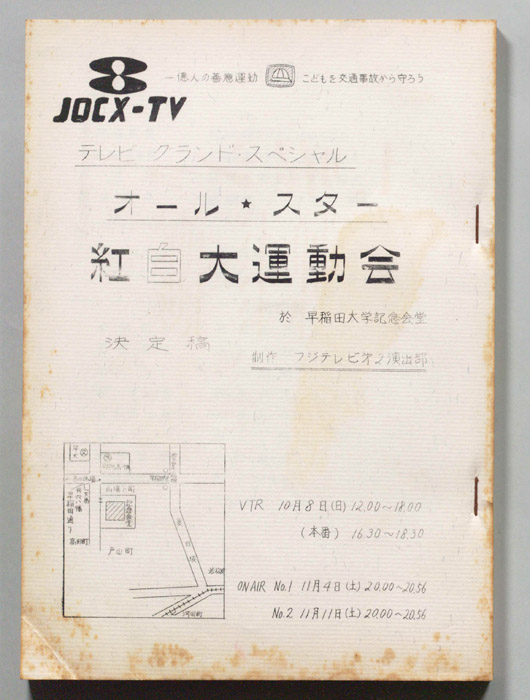 一億人の善意運動 こどもを交通事故から守ろう
8
JOCX-TV
テレビ グランド・スペシャル
オール★スター
紅白大運動会
於 早稲田大学記念会堂
決定稿
制作 フジテレビ第2演出部
早稲田通り
戸山町
VTR 10月8日(日) 12.00〜18.00
(本番) 16.30〜18.30
ON AIR No.1 11月4日(土) 20.00〜20.56
No.2 11月11日(土) 20.00〜20.56